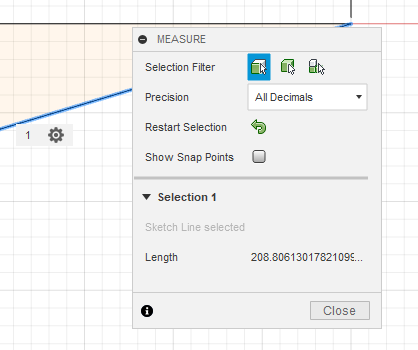 MEASURE
Selection Filter
Precision All Decimals
Restart Selection
1
Show Snap Points
Selection 1
Sketch Line selected
Length 208.80613017821099...
Close